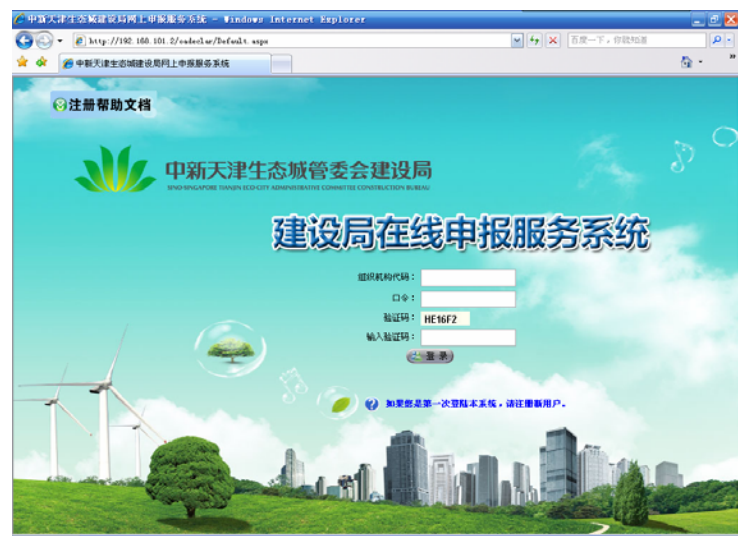 中新天津生态城建设局网上申报服务系统 - Windows Internet Explorer
http://192.168.101.2/eadeclar/Default.aspx
百度一下，你就知道
中新天津生态城建设局网上申报服务系统
注册帮助文档
中新天津生态城管委会建设局
SINO-SINGAPORE TIANJIN ECO-CITY ADMINISTRATIVE COMMITTEE CONSTRUCTION BUREAU
建设局在线申报服务系统
组织机构代码：
口令：
验证码： HE16F2
输入验证码：
登 录
如果您是第一次登陆本系统，请注册新用户。